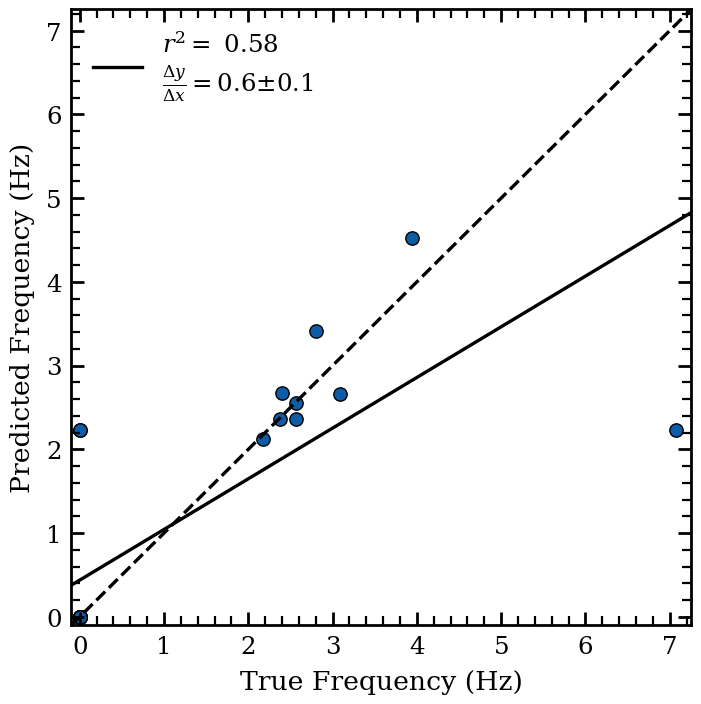 r² = 0.58
Δy/Δx = 0.6±0.1
Predicted Frequency (Hz)
7
6
5
4
3
2
1
0
0 1 2 3 4 5 6 7
True Frequency (Hz)